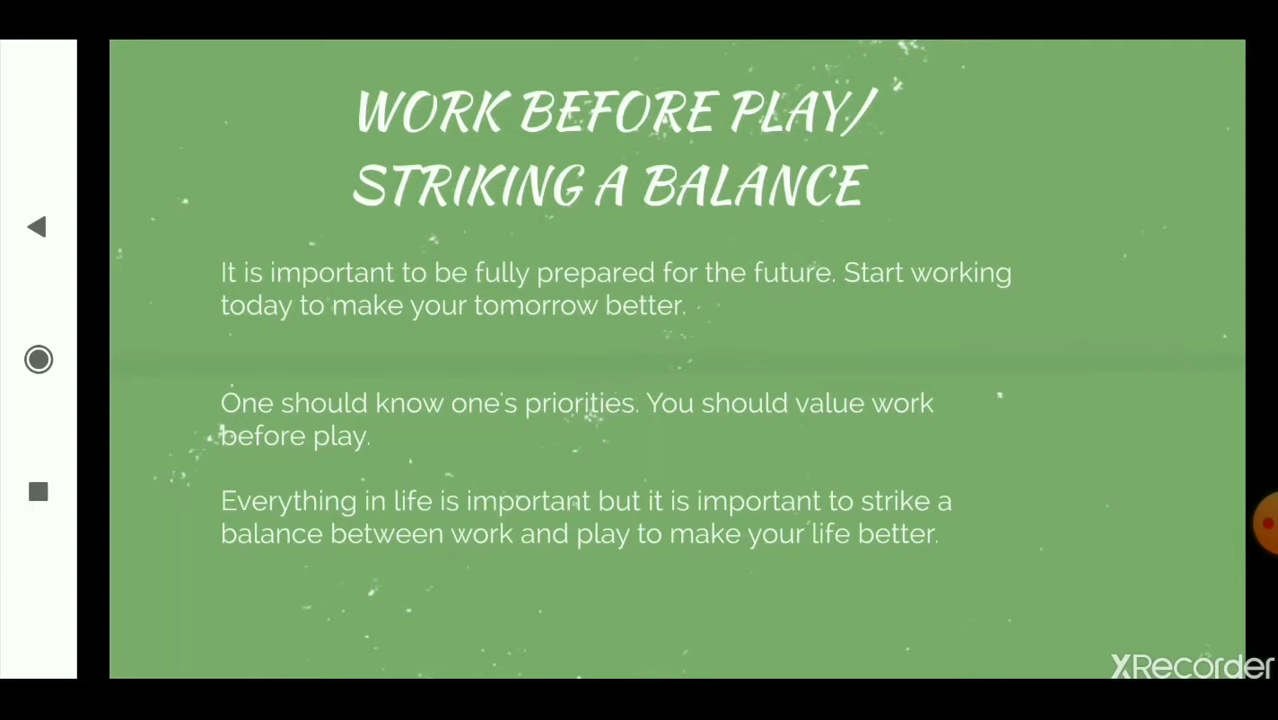 WORK BEFORE PLAY/
STRIKING A BALANCE
It is important to be fully prepared for the future. Start working
today to make your tomorrow better.
One should know one's priorities. You should value work
before play.
Everything in life is important but it is important to strike a
balance between work and play to make your life better.
XRecorder